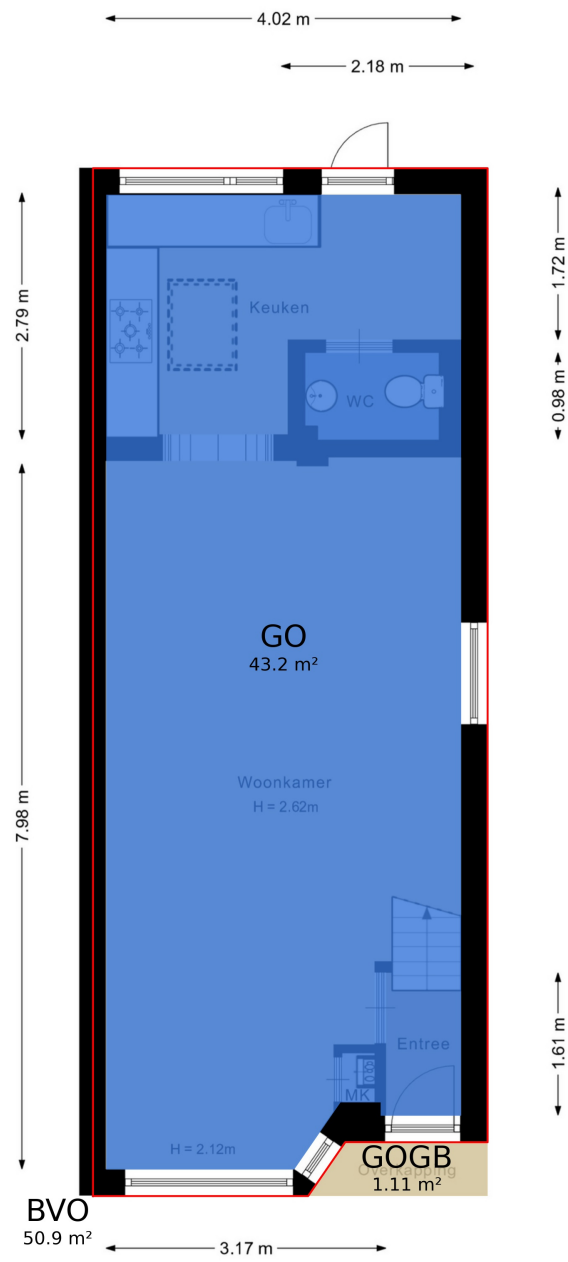 4.02 m
2.18 m
2.79 m
1.72 m
Keuken
0.98 m
WC
GO
43.2 m²
Woonkamer
H = 2.62m
7.98 m
1.61 m
Entree
MK
H = 2.12m
GOGB
Overkapping
1.11 m²
BVO
50.9 m²
3.17 m